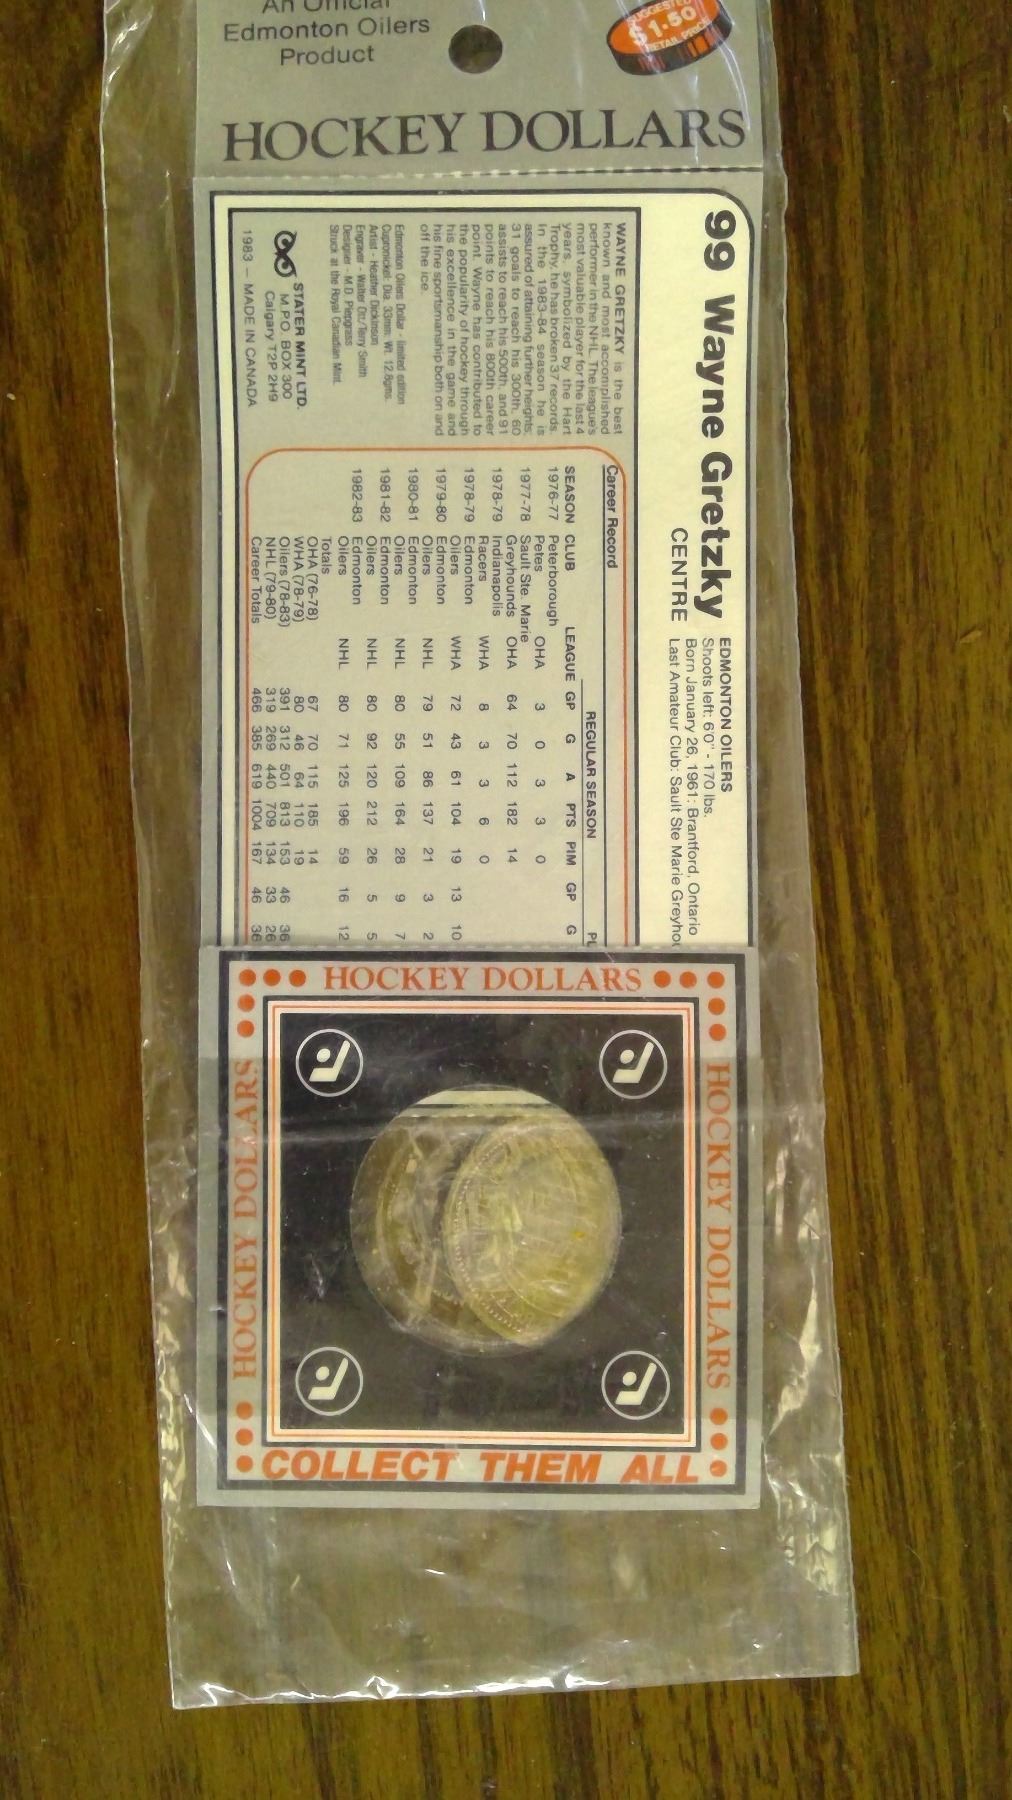 An Official
Edmonton Oilers
Product
SUGGESTED
$1.50
RETAIL PRICE
HOCKEY DOLLARS
99 Wayne Gretzky
CENTRE
EDMONTON OILERS
Shoots left: 6'0" - 170 lbs.
Born January 26, 1961: Brantford, Ontario
Last Amateur Club: Sault Ste Marie
WAYNE GRETZKY is the best
known and most accomplished
performer in the NHL. The league's
most valuable player for the last 4
years, symbolized by the Hart
Trophy, he has broken 37 records.
In the 1983-84 season he is
assured of attaining further heights;
31 goals to reach his 300th, 60
assists to reach his 500th and 91
points to reach his 800th career
point. Wayne has contributed to
the popularity of hockey through
his excellence in the game and
his fine sportsmanship both on and
off the ice.
Edmonton Oilers Dollar - limited edition
Cupronickel: Dia. 33mm. Wt. 12.8gms.
Artist - Heather Dickinson
Engraver - Walter Ott/Terry Smith
Designer - M.D. Piergrass
Struck at the Royal Canadian Mint.
STATER MINT LTD.
M P.O. BOX 300
Calgary T2P 2H9
1983 — MADE IN CANADA
Career Record
REGULAR SEASON
SEASON CLUB LEAGUE GP G A PTS PIM GP G
1976-77 Peterborough
Petes OHA 3 0 3 3 0
1977-78 Sault Ste. Marie
Greyhounds OHA 64 70 112 182 14
1978-79 Indianapolis
Racers WHA 8 3 3 6 0
1978-79 Edmonton
Oilers WHA 72 43 61 104 19 13 10
1979-80 Edmonton
Oilers NHL 79 51 86 137 21 3 2
1980-81 Edmonton
Oilers NHL 80 55 109 164 28 9 7
1981-82 Edmonton
Oilers NHL 80 92 120 212 26 5 5
1982-83 Edmonton
Oilers NHL 80 71 125 196 59 16 12
Totals
OHA (76-78) 67 70 115 185 14
WHA (78-79) 80 46 64 110 19
Oilers (78-83) 391 312 501 813 153 46 36
NHL (79-80) 319 269 440 709 134 33 26
Career Totals 466 385 619 1004 167 46 36
HOCKEY DOLLARS
HOCKEY DOLLARS
HOCKEY DOLLARS
COLLECT THEM ALL